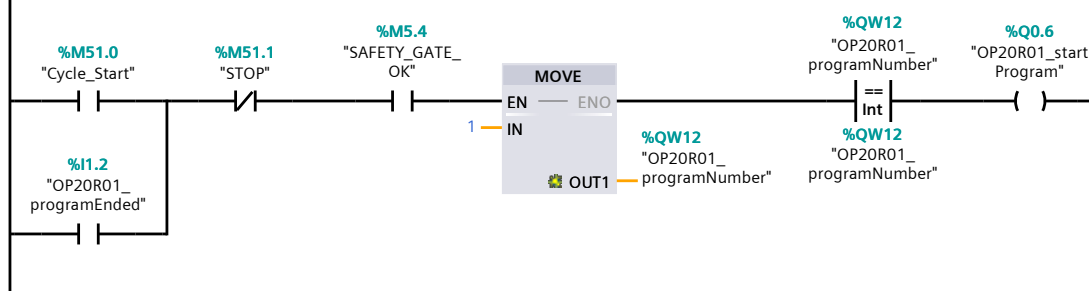 %M51.0
"Cycle_Start"
%M51.1
"STOP"
%M5.4
"SAFETY_GATE_
OK"
MOVE
EN
ENO
1
IN
OUT1
%QW12
"OP20R01_
programNumber"
%QW12
"OP20R01_
programNumber"
==
Int
%QW12
"OP20R01_
programNumber"
%Q0.6
"OP20R01_start
Program"
( )
%I1.2
"OP20R01_
programEnded"